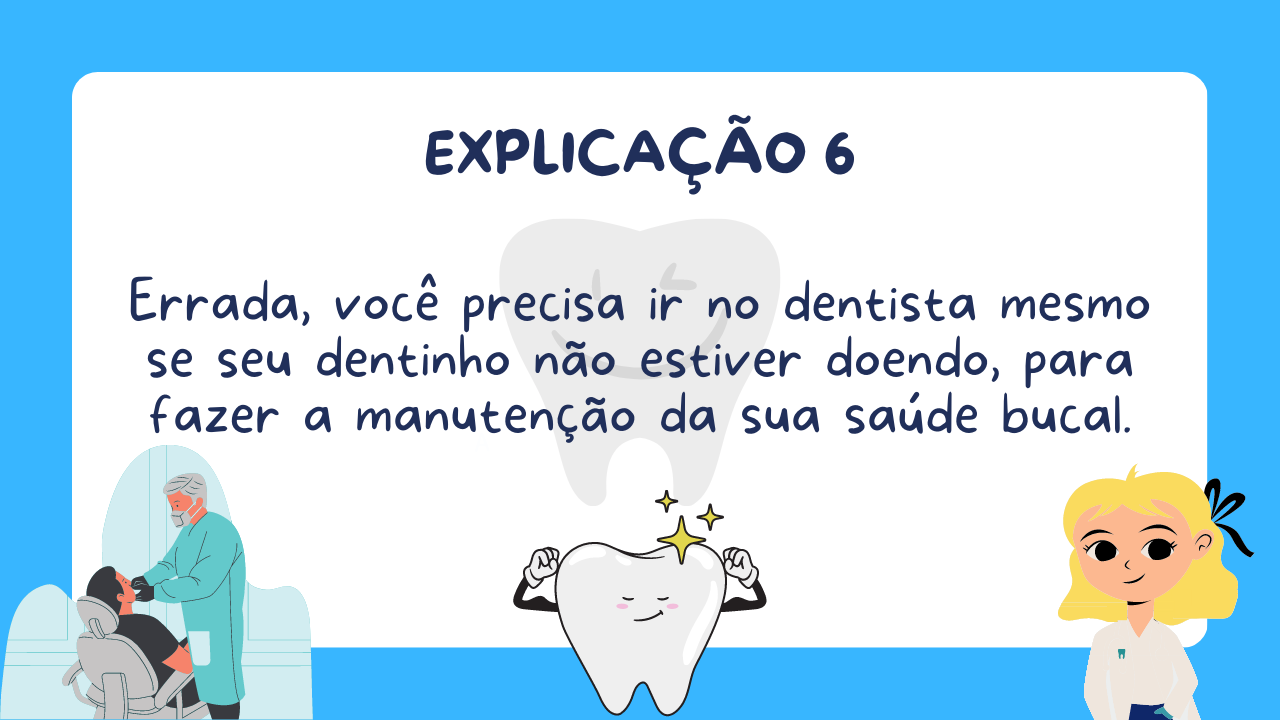 EXPLICAÇÃO 6
Errada, você precisa ir no dentista mesmo
se seu dentinho não estiver doendo, para
fazer a manutenção da sua saúde bucal.